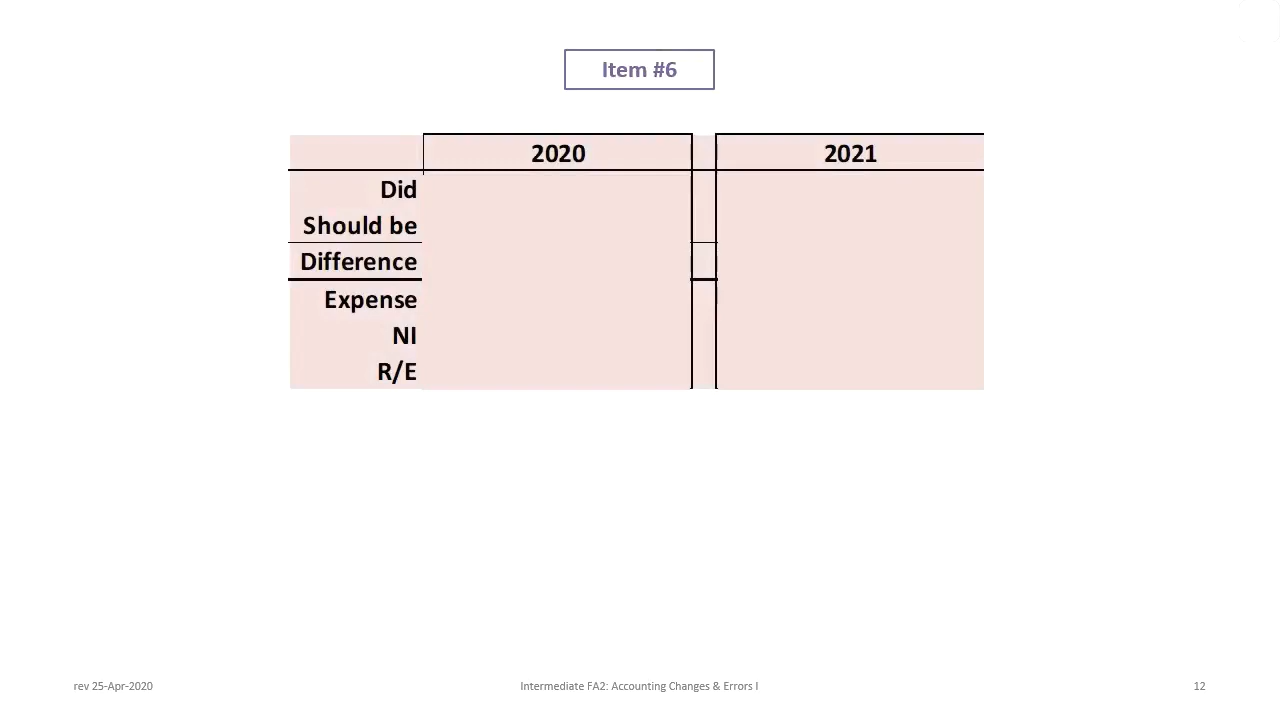 Item #6
2020 2021
Did
Should be
Difference
Expense
NI
R/E
rev 25-Apr-2020 Intermediate FA2: Accounting Changes & Errors I 12